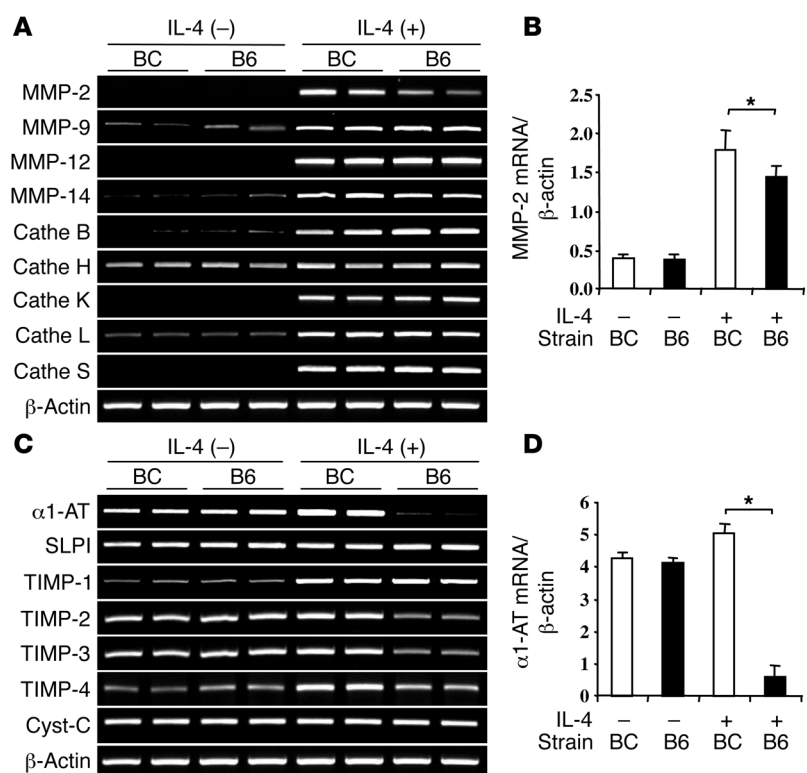 A
IL-4 (–) IL-4 (+)
BC B6 BC B6
MMP-2
MMP-9
MMP-12
MMP-14
Cathe B
Cathe H
Cathe K
Cathe L
Cathe S
β-Actin
B
MMP-2 mRNA/
β-actin
2.5
2.0
1.5
1.0
0.5
0.0
*
IL-4 – – + +
Strain BC B6 BC B6
C
IL-4 (–) IL-4 (+)
BC B6 BC B6
α1-AT
SLPI
TIMP-1
TIMP-2
TIMP-3
TIMP-4
Cyst-C
β-Actin
D
α1-AT mRNA/
β-actin
6
5
4
3
2
1
0
*
IL-4 – – + +
Strain BC B6 BC B6